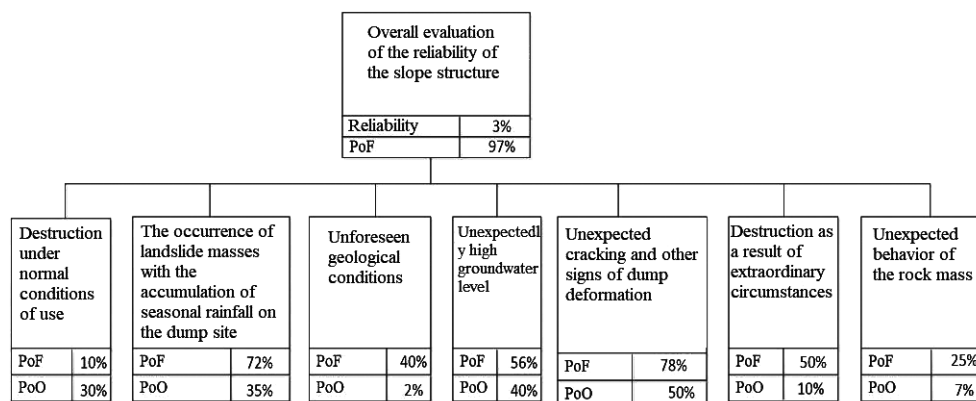 Overall evaluation
of the reliability of
the slope structure
Reliability 3%
PoF 97%
Destruction
under
normal
conditions
of use
PoF 10%
PoO 30%
The occurrence of
landslide masses
with the
accumulation of
seasonal rainfall on
the dump site
PoF 72%
PoO 35%
Unforeseen
geological
conditions
PoF 40%
PoO 2%
Unexpectedl
y high
groundwater
level
PoF 56%
PoO 40%
Unexpected
cracking and other
signs of dump
deformation
PoF 78%
PoO 50%
Destruction as
a result of
extraordinary
circumstances
PoF 50%
PoO 10%
Unexpected
behavior of
the rock mass
PoF 25%
PoO 7%